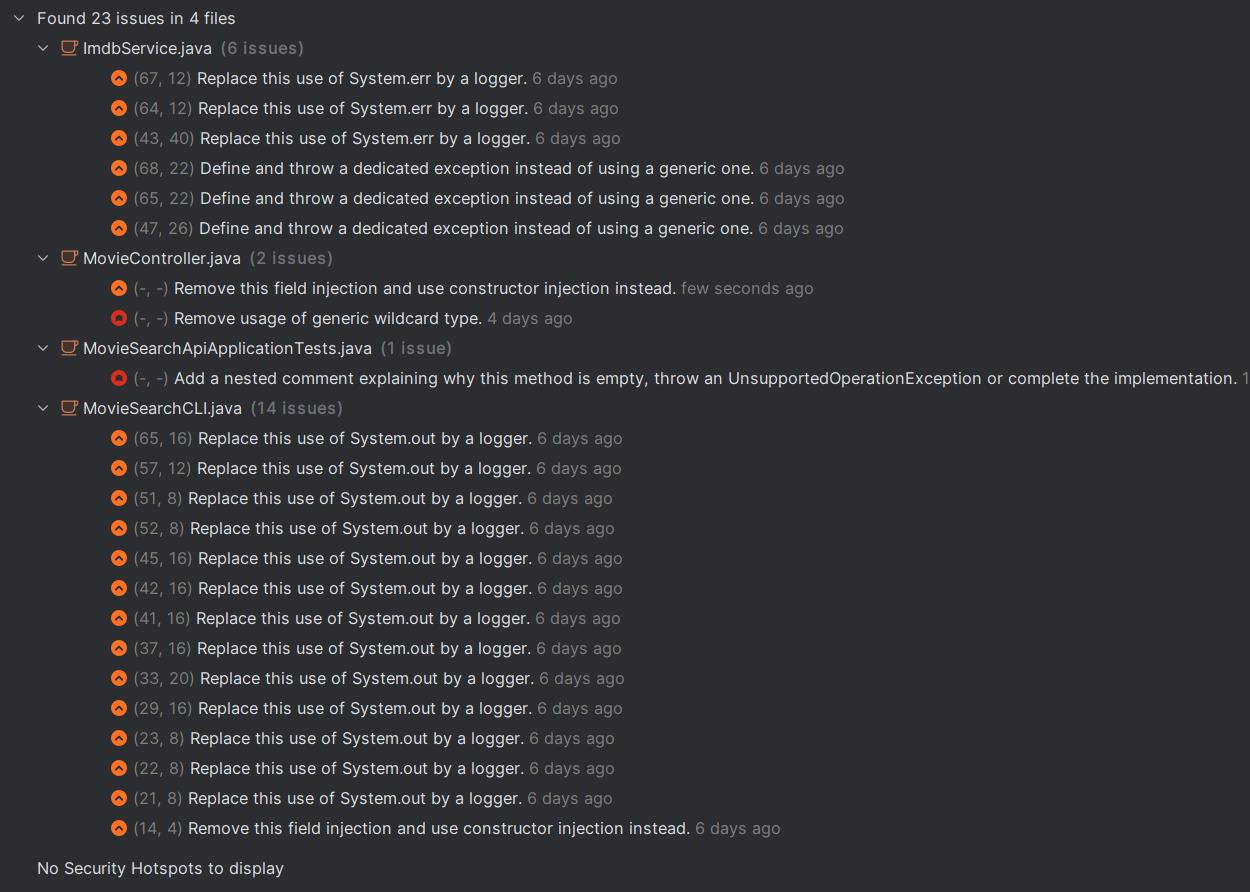 Found 23 issues in 4 files
ImdbService.java (6 issues)
(67, 12) Replace this use of System.err by a logger. 6 days ago
(64, 12) Replace this use of System.err by a logger. 6 days ago
(43, 40) Replace this use of System.err by a logger. 6 days ago
(68, 22) Define and throw a dedicated exception instead of using a generic one. 6 days ago
(65, 22) Define and throw a dedicated exception instead of using a generic one. 6 days ago
(47, 26) Define and throw a dedicated exception instead of using a generic one. 6 days ago
MovieController.java (2 issues)
(-, -) Remove this field injection and use constructor injection instead. few seconds ago
(-, -) Remove usage of generic wildcard type. 4 days ago
MovieSearchApiApplicationTests.java (1 issue)
(-, -) Add a nested comment explaining why this method is empty, throw an UnsupportedOperationException or complete the implementation. 1
MovieSearchCLI.java (14 issues)
(65, 16) Replace this use of System.out by a logger. 6 days ago
(57, 12) Replace this use of System.out by a logger. 6 days ago
(51, 8) Replace this use of System.out by a logger. 6 days ago
(52, 8) Replace this use of System.out by a logger. 6 days ago
(45, 16) Replace this use of System.out by a logger. 6 days ago
(42, 16) Replace this use of System.out by a logger. 6 days ago
(41, 16) Replace this use of System.out by a logger. 6 days ago
(37, 16) Replace this use of System.out by a logger. 6 days ago
(33, 20) Replace this use of System.out by a logger. 6 days ago
(29, 16) Replace this use of System.out by a logger. 6 days ago
(23, 8) Replace this use of System.out by a logger. 6 days ago
(22, 8) Replace this use of System.out by a logger. 6 days ago
(21, 8) Replace this use of System.out by a logger. 6 days ago
(14, 4) Remove this field injection and use constructor injection instead. 6 days ago
No Security Hotspots to display